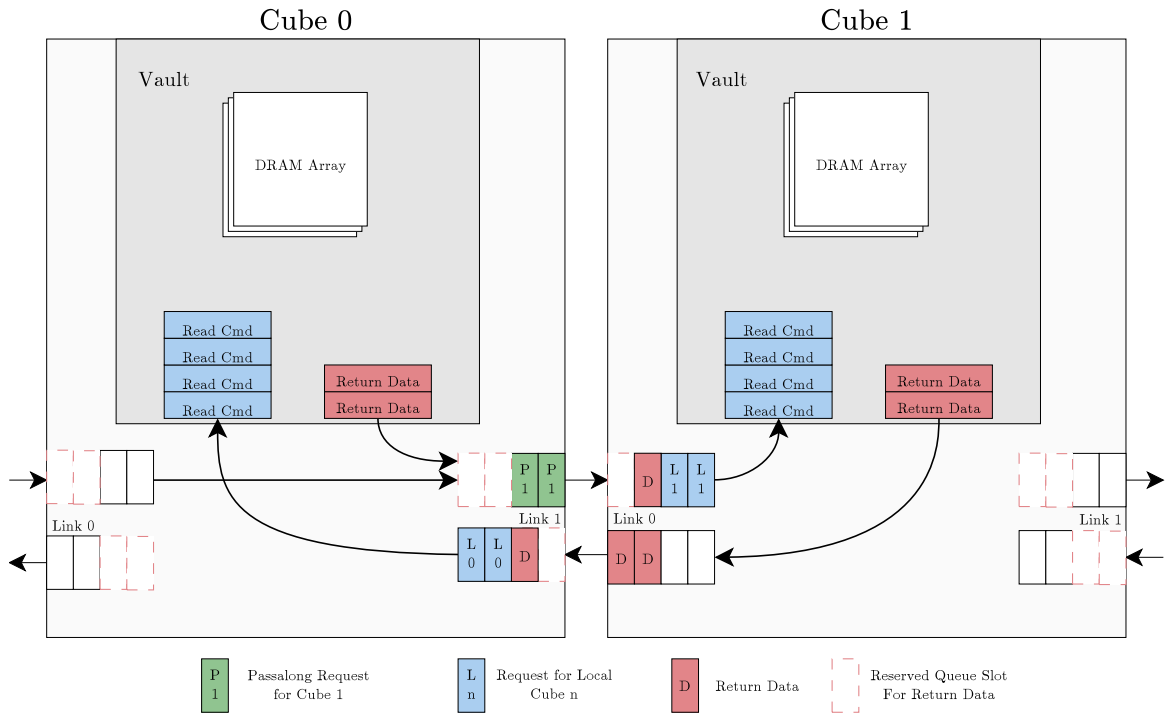 Cube 0
Cube 1
Vault
Vault
DRAM Array
DRAM Array
Read Cmd
Read Cmd
Read Cmd
Read Cmd
Return Data
Return Data
Read Cmd
Read Cmd
Read Cmd
Read Cmd
Return Data
Return Data
P
1
P
1
D
L
1
L
1
Link 0
Link 1
Link 0
Link 1
L
0
L
0
D
D
D
P
1
Passalong Request
for Cube 1
L
n
Request for Local
Cube n
D
Return Data
Reserved Queue Slot
For Return Data